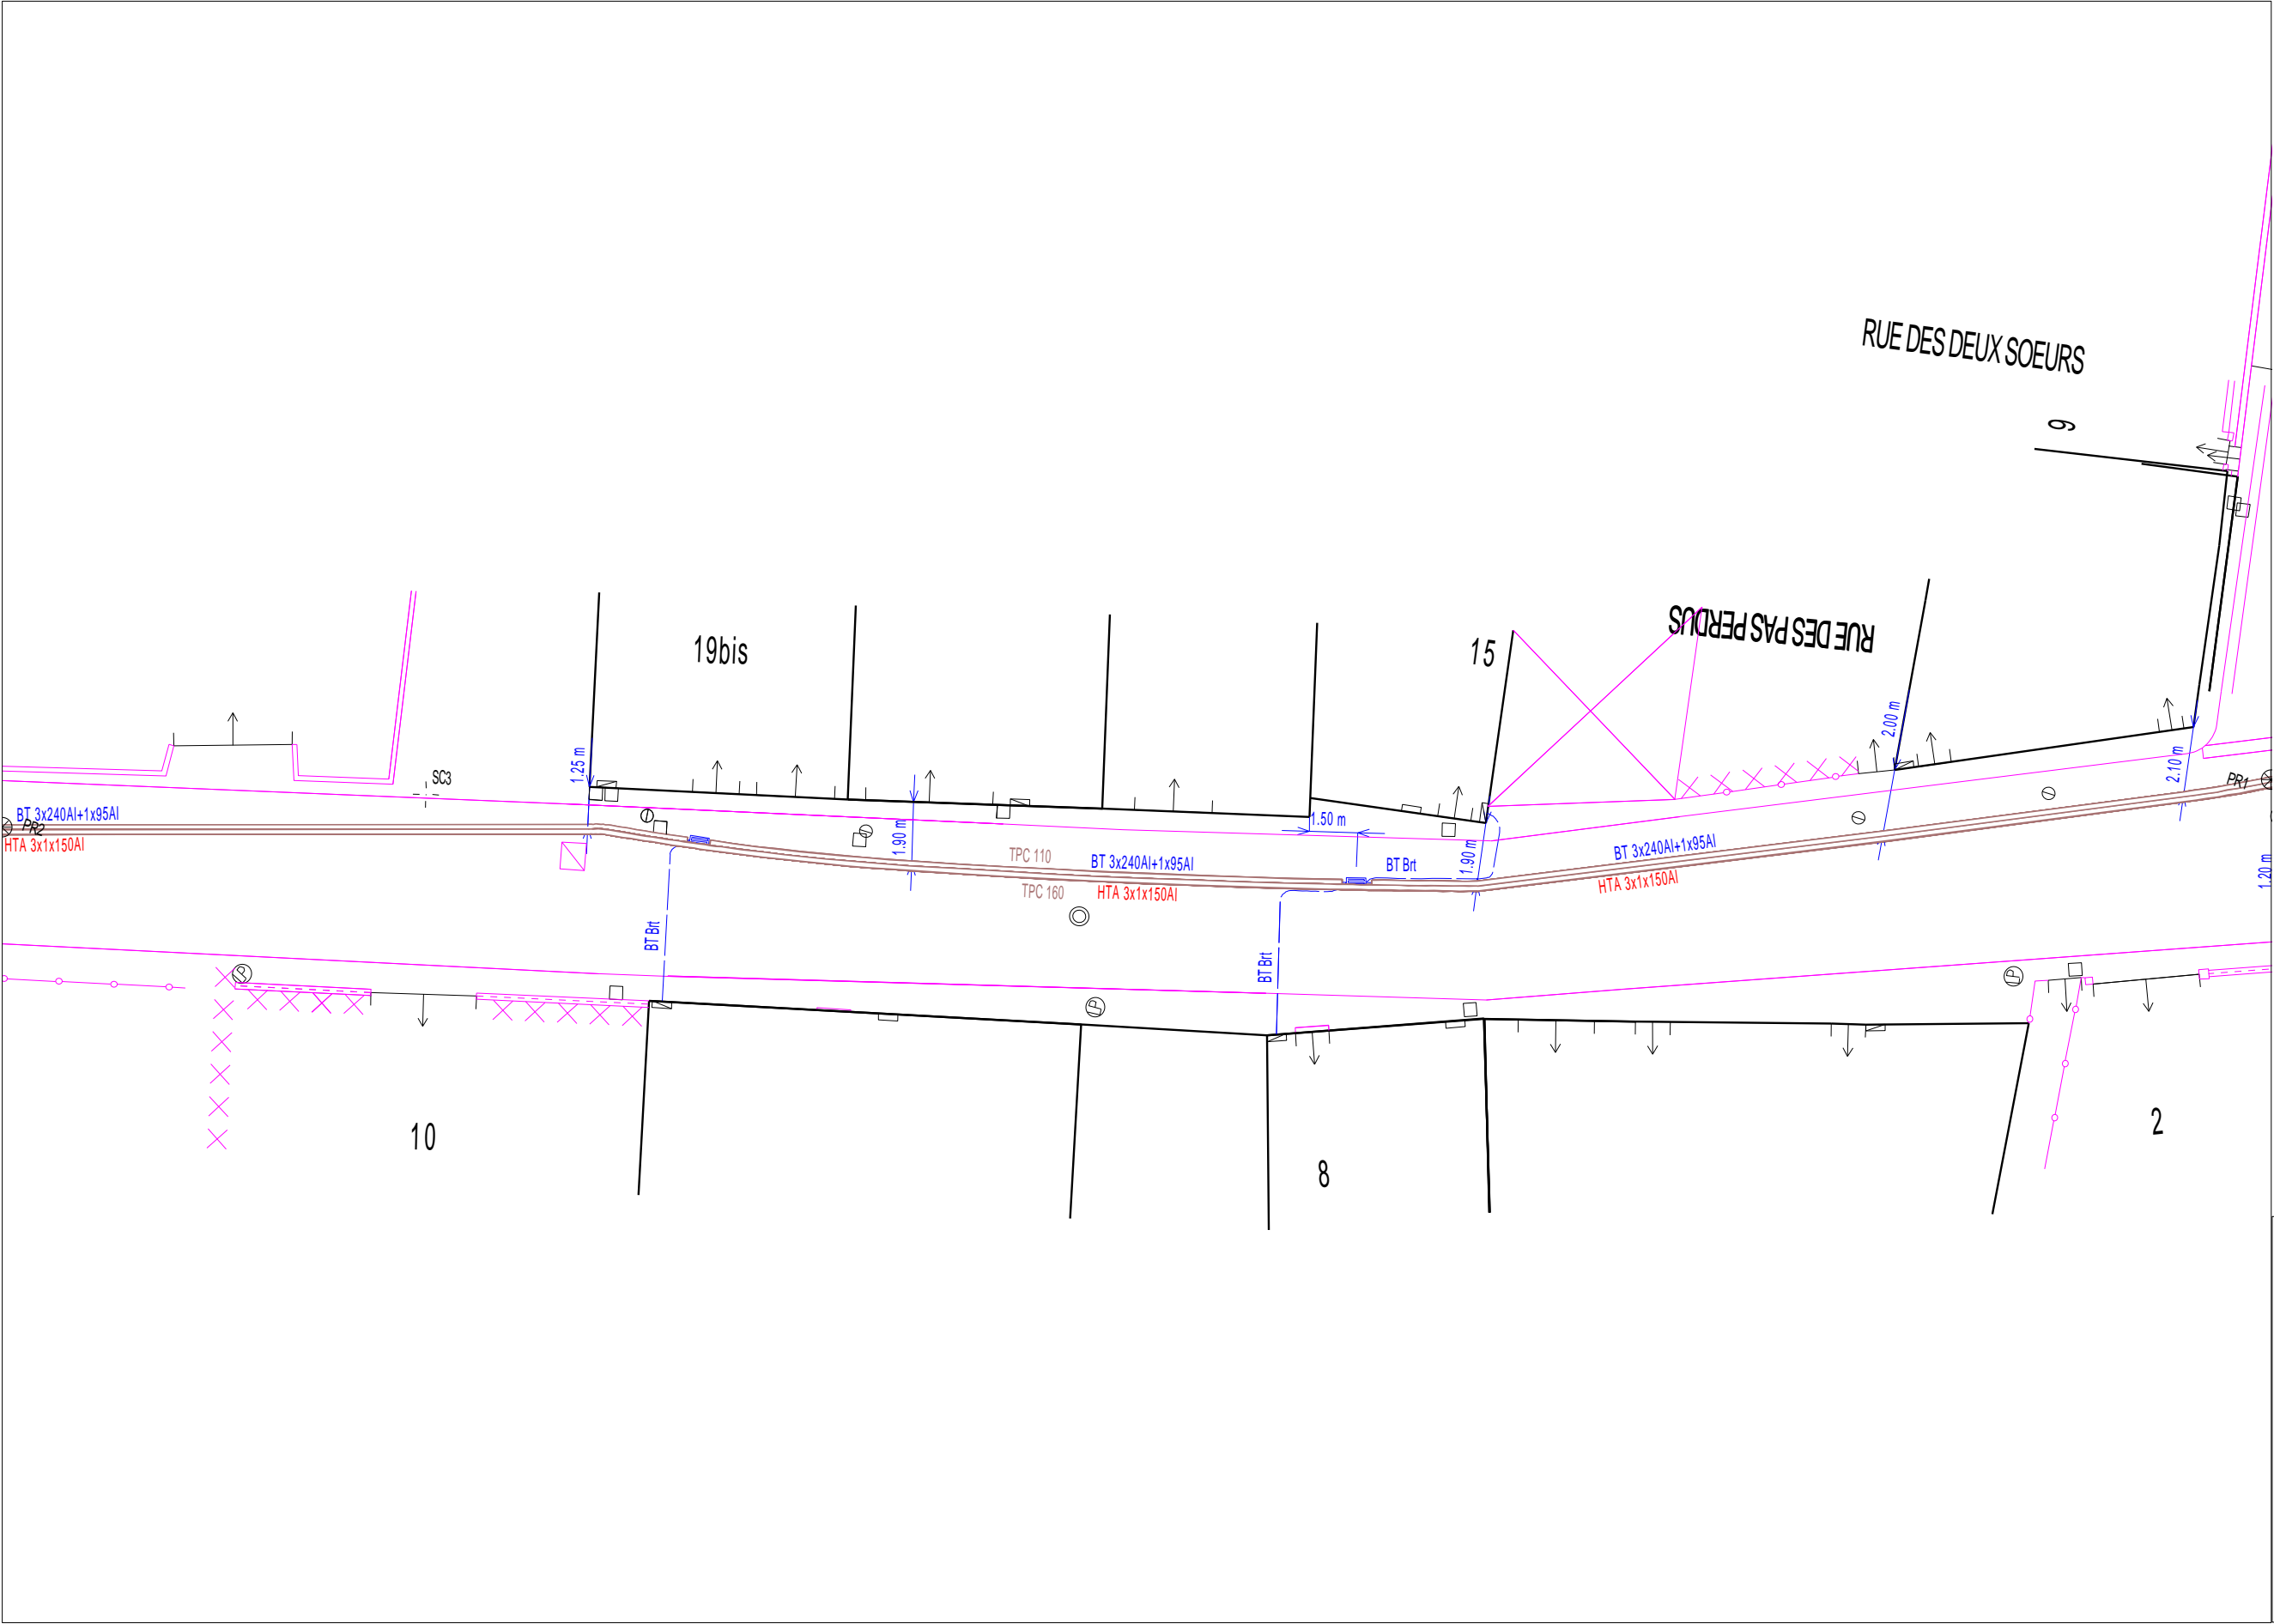 RUE DES DEUX SOEURS
9
RUE DES PAS PERDUS
19bis
15
2.00 m
1.25 m
2.10 m
SC3
PR1
BT 3x240Al+1x95Al
PR2
HTA 3x1x150Al
1.90 m
1.50 m
1.90 m
TPC 110
BT 3x240Al+1x95Al
BT Brt
BT 3x240Al+1x95Al
TPC 160
HTA 3x1x150Al
HTA 3x1x150Al
1.20 m
BT Brt
BT Brt
10
8
2